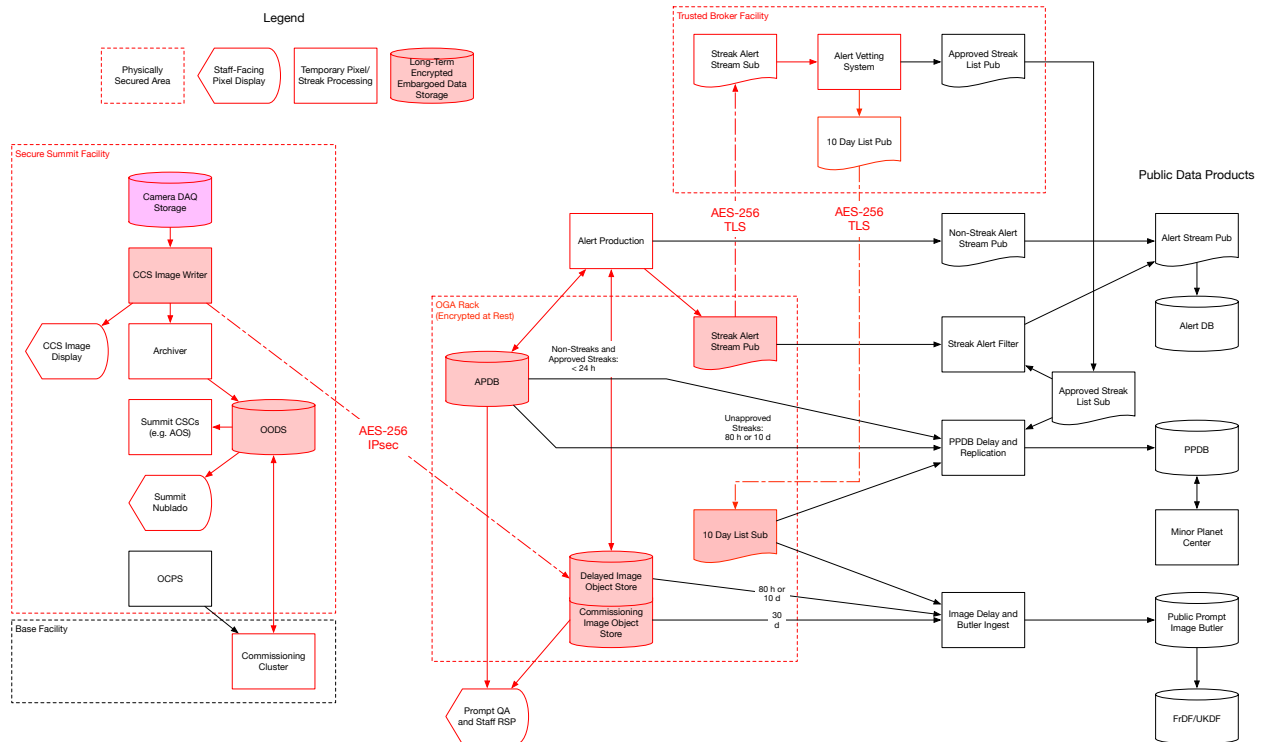 Legend
Physically
Secured Area
Staff-Facing
Pixel Display
Temporary Pixel/
Streak Processing
Long-Term
Encrypted
Embargoed Data
Storage
Trusted Broker Facility
Streak Alert
Stream Sub
Alert Vetting
System
Approved Streak
List Pub
10 Day List Pub
Secure Summit Facility
Camera DAQ
Storage
CCS Image Writer
CCS Image
Display
Archiver
Summit CSCs
(e.g. AOS)
OODS
Summit
Nublado
OCPS
Base Facility
Commissioning
Cluster
AES-256
IPsec
AES-256
TLS
AES-256
TLS
Alert Production
OGA Rack
(Encrypted at Rest)
Streak Alert
Stream Pub
Non-Streaks and
Approved Streaks:
< 24 h
APDB
Unapproved
Streaks:
80 h or 10 d
10 Day List Sub
Delayed Image
Object Store
Commissioning
Image Object
Store
80 h or
10 d
30
d
Prompt QA
and Staff RSP
Public Data Products
Non-Streak Alert
Stream Pub
Alert Stream Pub
Alert DB
Streak Alert Filter
Approved Streak
List Sub
PPDB Delay and
Replication
PPDB
Minor Planet
Center
Image Delay and
Butler Ingest
Public Prompt
Image Butler
FrDF/UKDF